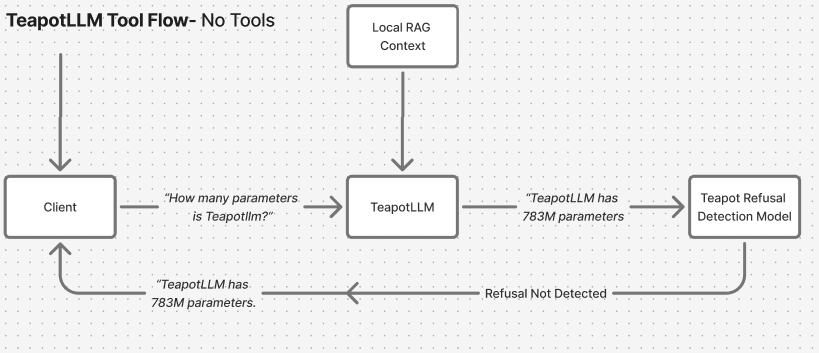 TeapotLLM Tool Flow- No Tools
Local RAG
Context
Client
“How many parameters
is Teapotllm?”
TeapotLLM
“TeapotLLM has
783M parameters
Teapot Refusal
Detection Model
“TeapotLLM has
783M parameters.
Refusal Not Detected